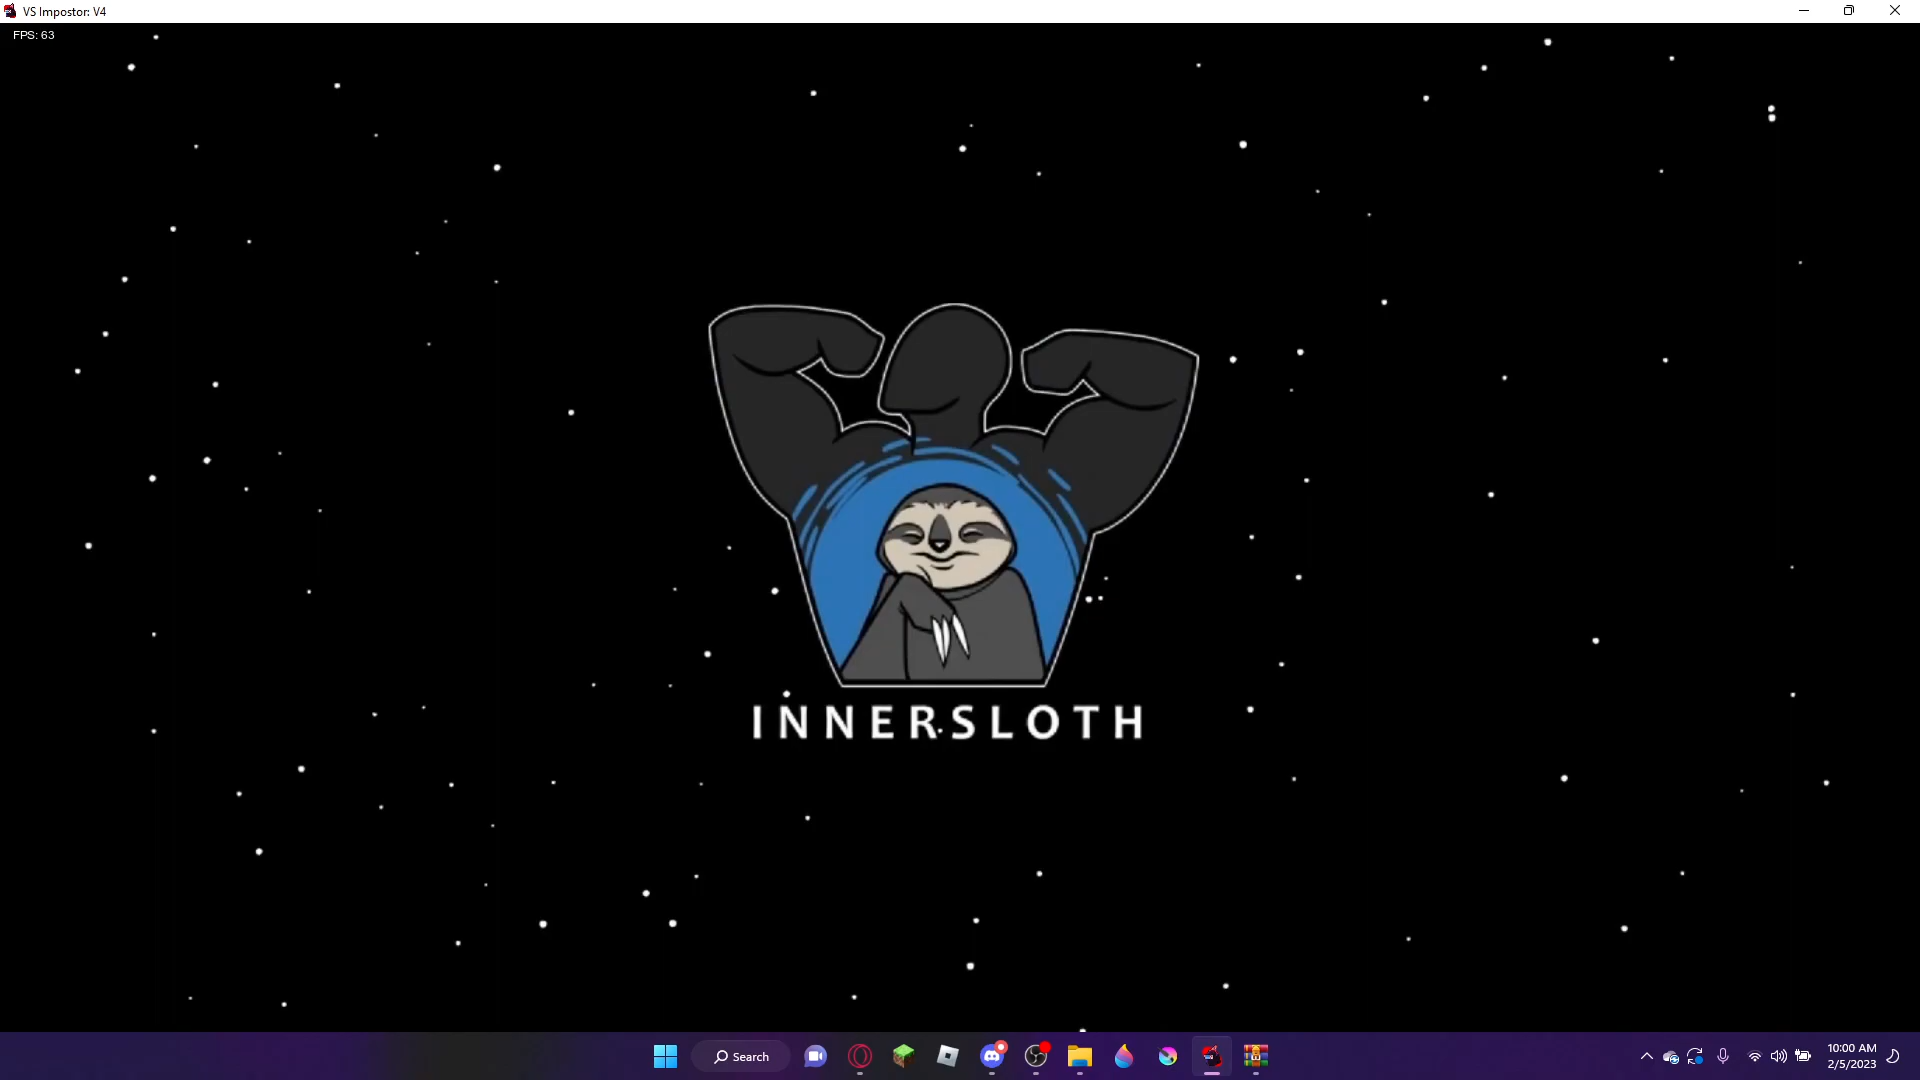 VS Impostor: V4
FPS: 63
INNERSLOTH
Search
10:00 AM
2/5/2023